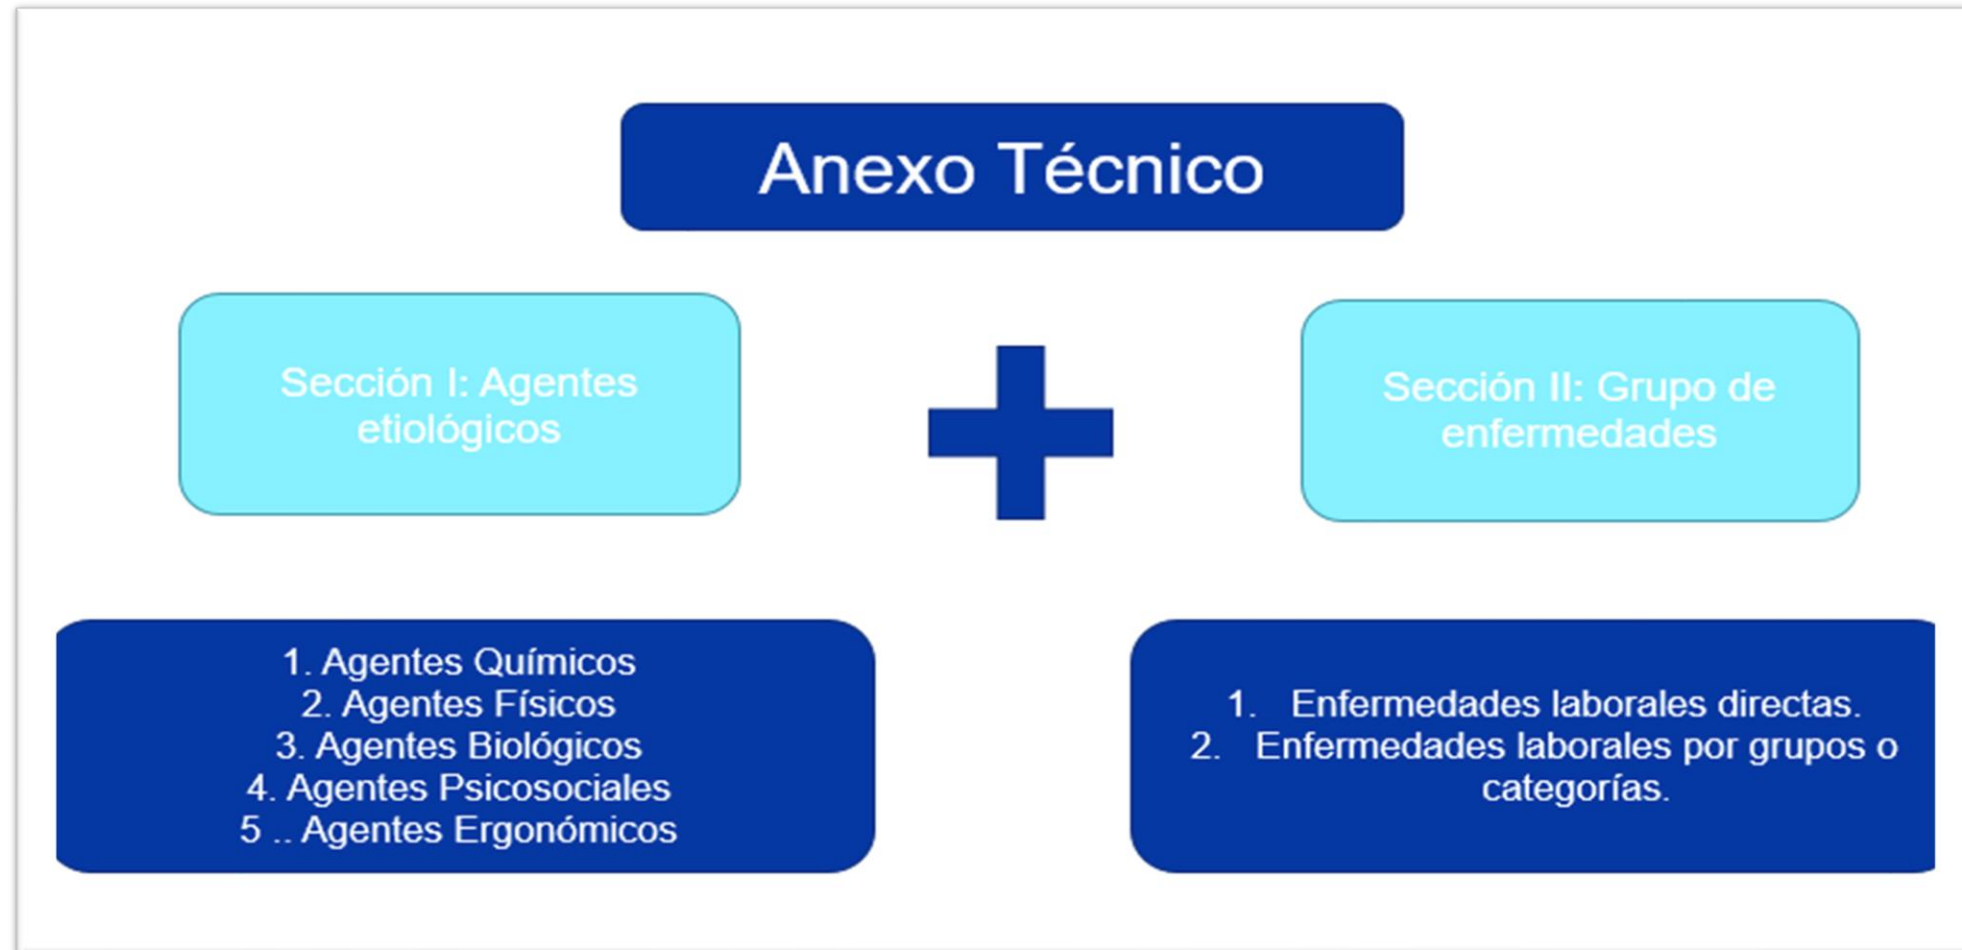 Anexo Técnico
Sección I: Agentes
etiológicos
Sección II: Grupo de
enfermedades
1. Agentes Químicos
2. Agentes Físicos
3. Agentes Biológicos
4. Agentes Psicosociales
5 .. Agentes Ergonómicos
1. Enfermedades laborales directas.
2. Enfermedades laborales por grupos o
categorías.